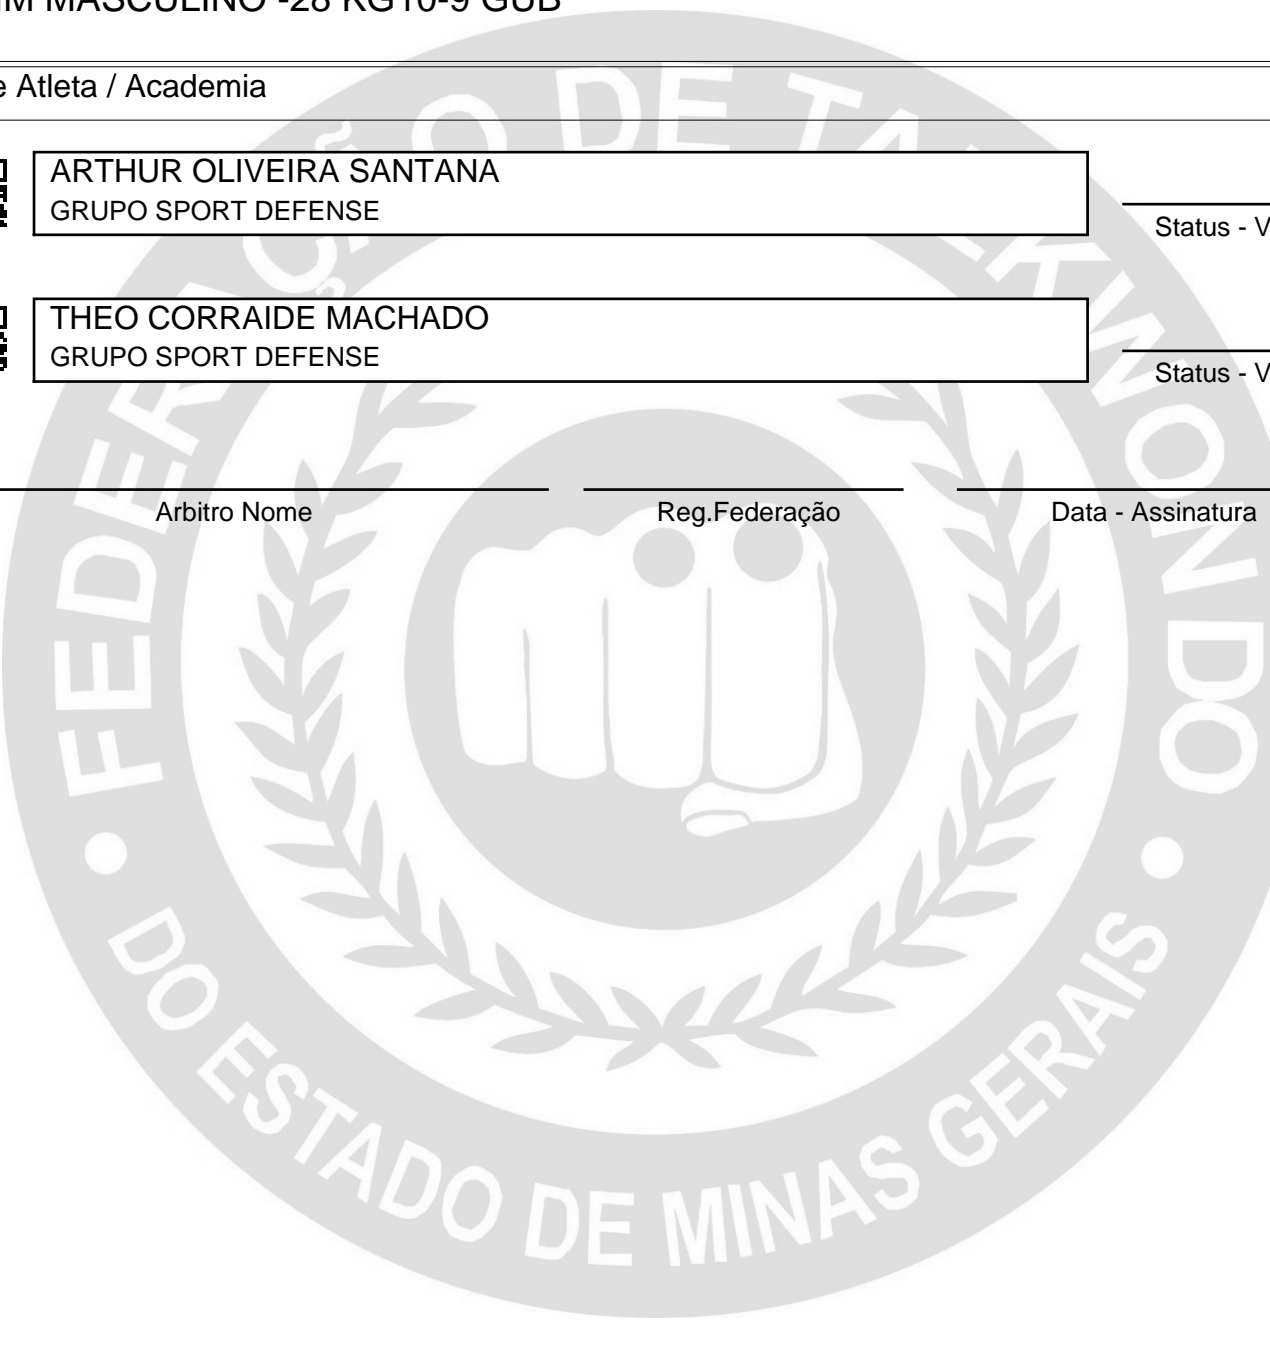 MASCULINO -28 KG10-9 GUB
e Atleta / Academia
ARTHUR OLIVEIRA SANTANA
GRUPO SPORT DEFENSE
Status - V
THEO CORRAIDE MACHADO
GRUPO SPORT DEFENSE
Status - V
Arbitro Nome Reg.Federação Data - Assinatura
FEDERAÇÃO DE TAEKWONDO
DO ESTADO DE MINAS GERAIS